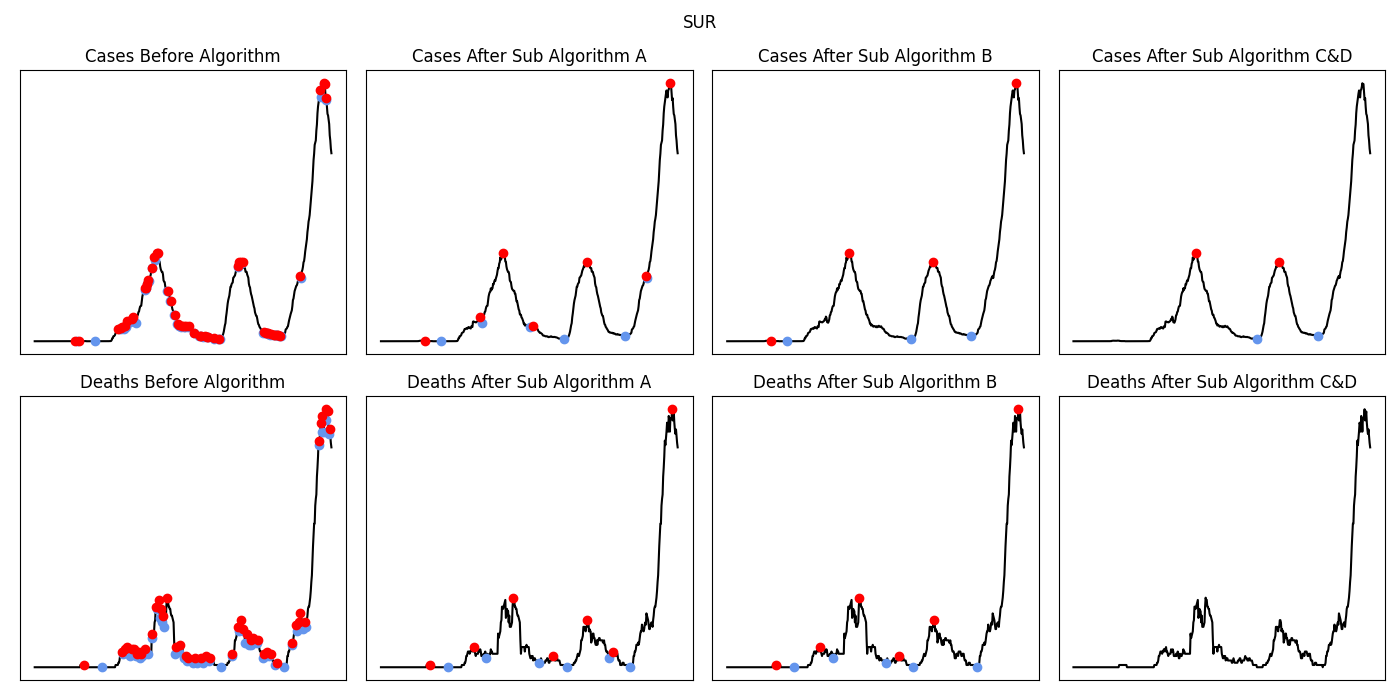 SUR
Cases Before Algorithm
Cases After Sub Algorithm A
Cases After Sub Algorithm B
Cases After Sub Algorithm C&D
Deaths Before Algorithm
Deaths After Sub Algorithm A
Deaths After Sub Algorithm B
Deaths After Sub Algorithm C&D